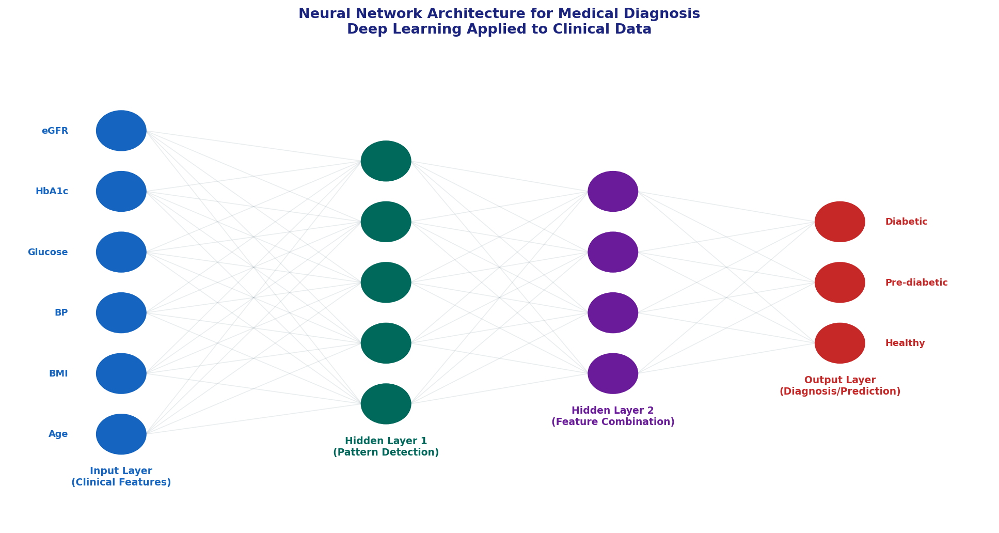 Neural Network Architecture for Medical Diagnosis
Deep Learning Applied to Clinical Data
eGFR
HbA1c
Glucose
BP
BMI
Age
Input Layer
(Clinical Features)
Hidden Layer 1
(Pattern Detection)
Hidden Layer 2
(Feature Combination)
Diabetic
Pre-diabetic
Healthy
Output Layer
(Diagnosis/Prediction)